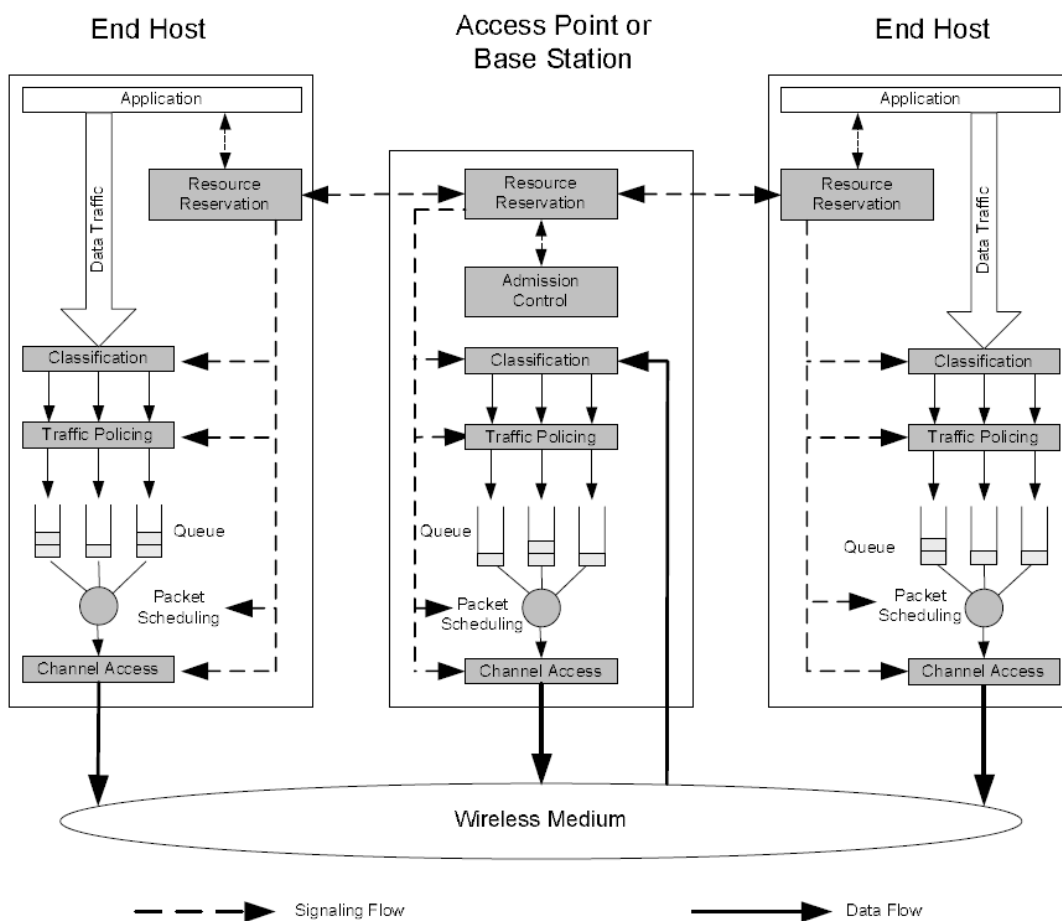 End Host
Access Point or
Base Station
End Host
Application
Resource
Reservation
Data Traffic
Classification
Traffic Policing
Queue
Packet
Scheduling
Channel Access
Resource
Reservation
Admission
Control
Classification
Traffic Policing
Queue
Packet
Scheduling
Channel Access
Application
Resource
Reservation
Data Traffic
Classification
Traffic Policing
Queue
Packet
Scheduling
Channel Access
Wireless Medium
Signaling Flow
Data Flow